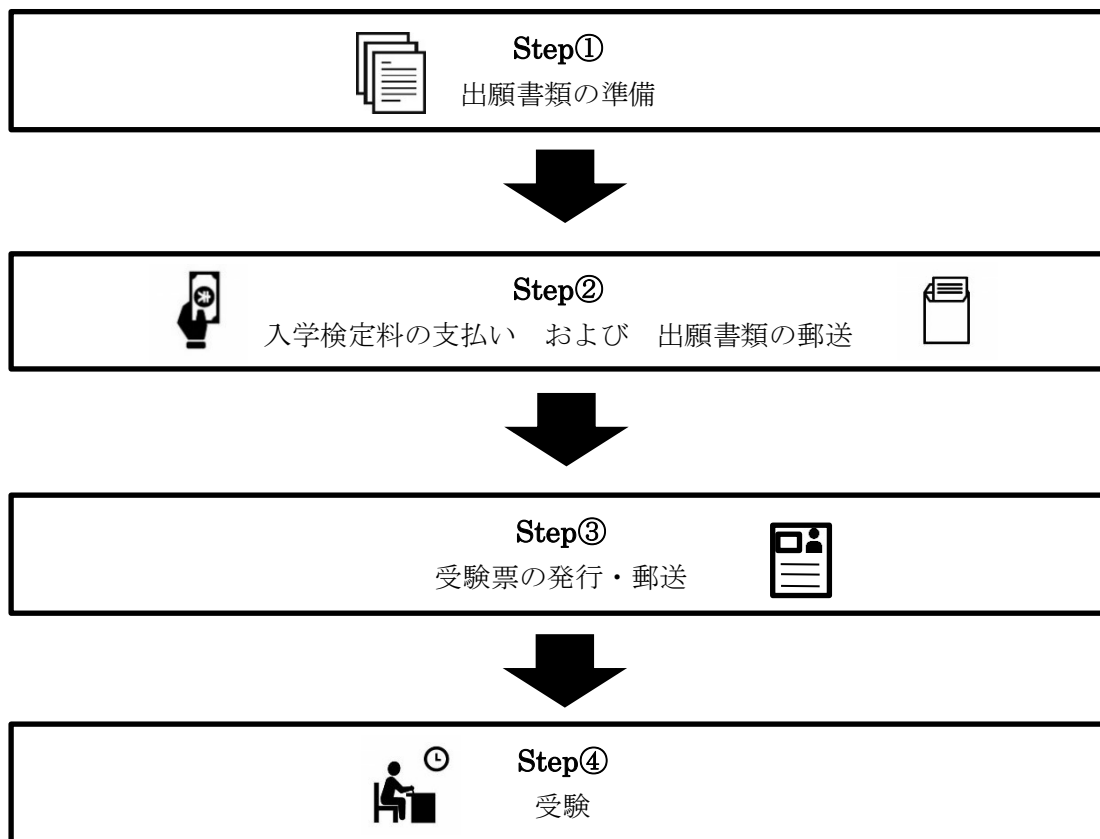 Step①
出願書類の準備
Step②
入学検定料の支払い　および　出願書類の郵送
Step③
受験票の発行・郵送
Step④
受験